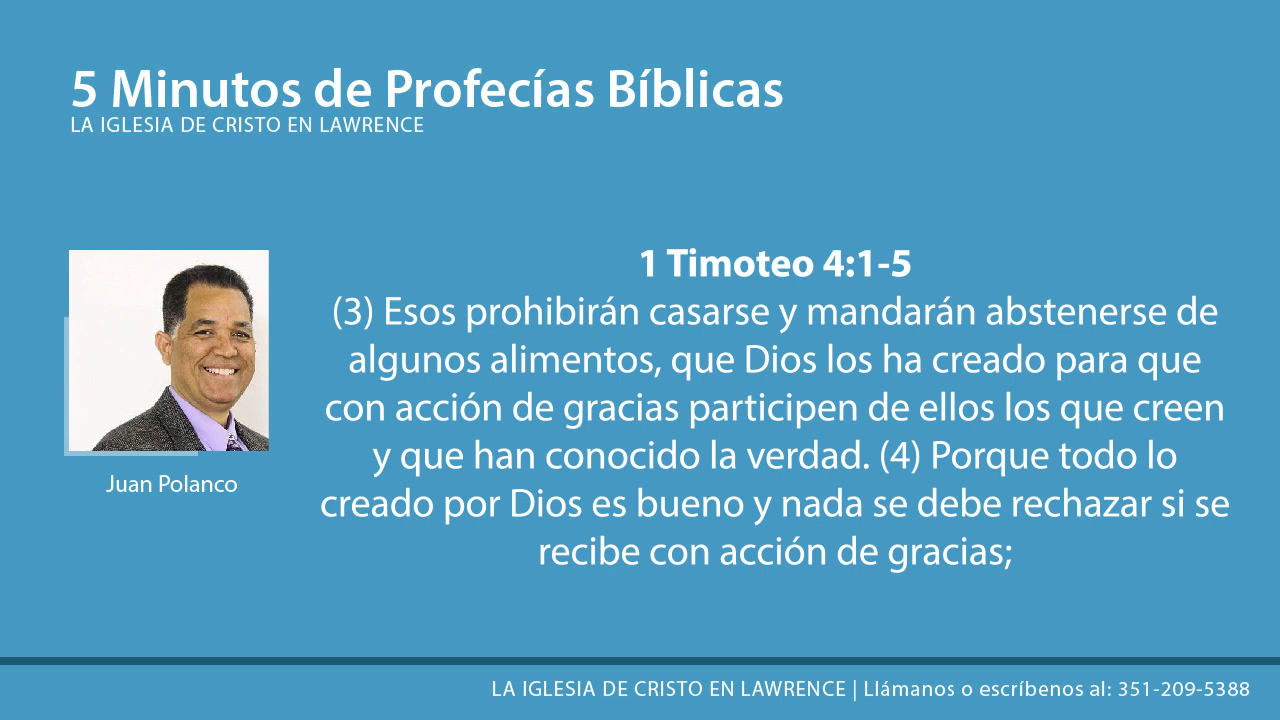 5 Minutos de Profecías Bíblicas
LA IGLESIA DE CRISTO EN LAWRENCE
1 Timoteo 4:1-5
(3) Esos prohibirán casarse y mandarán abstenerse de
algunos alimentos, que Dios los ha creado para que
con acción de gracias participen de ellos los que creen
y que han conocido la verdad. (4) Porque todo lo
creado por Dios es bueno y nada se debe rechazar si se
recibe con acción de gracias;
Juan Polanco
LA IGLESIA DE CRISTO EN LAWRENCE | Llámanos o escríbenos al: 351-209-5388